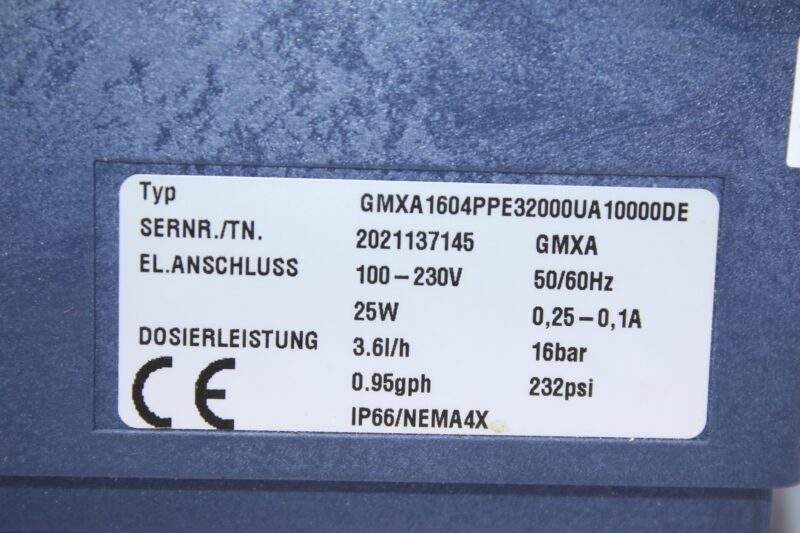 Typ GMXA1604PPE32000UA10000DE
SERNR./TN. 2021137145 GMXA
EL.ANSCHLUSS 100-230V 50/60Hz
25W 0,25-0,1A
DOSIERLEISTUNG 3.6l/h 16bar
CE 0.95gph 232psi
IP66/NEMA4X